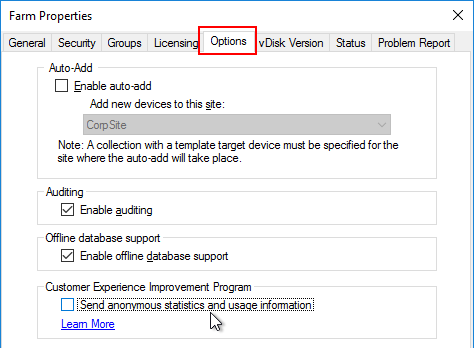 Farm Properties
General Security Groups Licensing Options vDisk Version Status Problem Report
Auto-Add
Enable auto-add
Add new devices to this site:
CorpSite
Note: A collection with a template target device must be specified for the
site where the auto-add will take place.
Auditing
Enable auditing
Offline database support
Enable offline database support
Customer Experience Improvement Program
Send anonymous statistics and usage information
Learn More